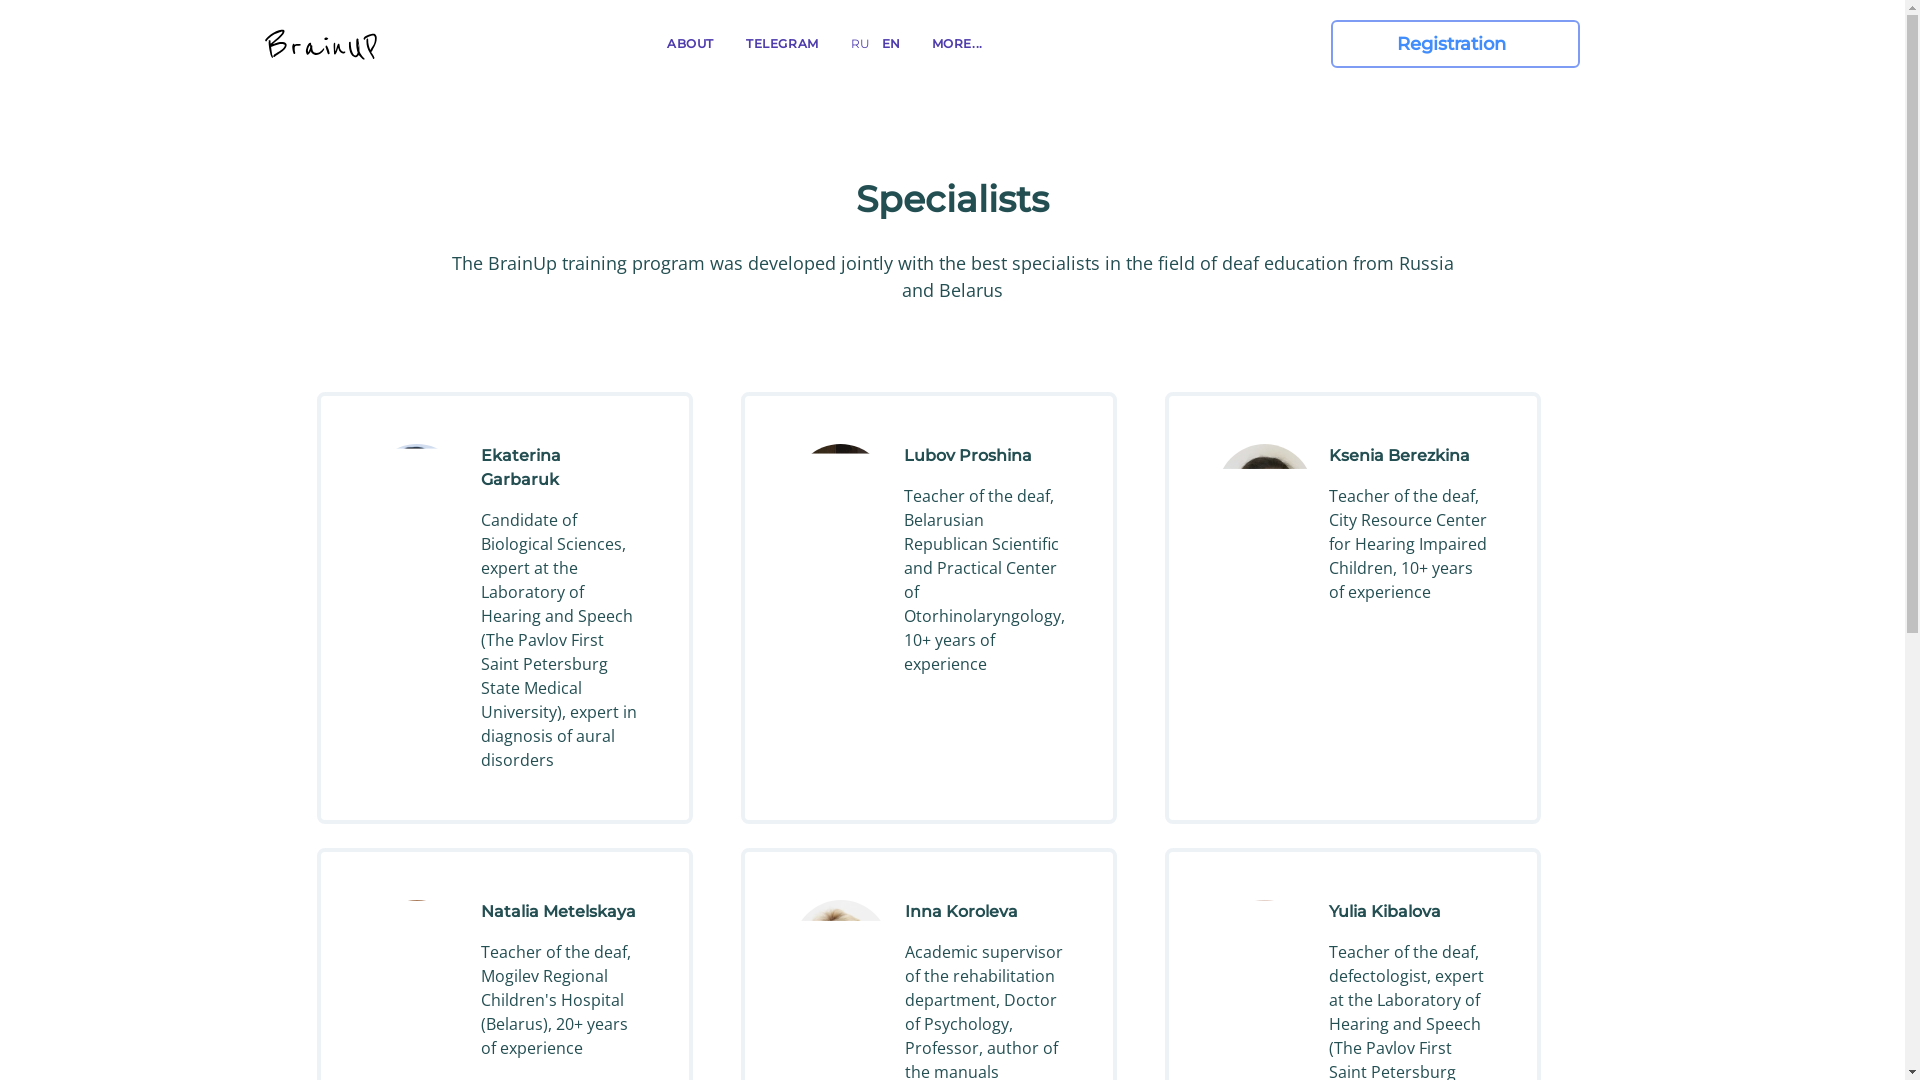 BrainUP
ABOUT
TELEGRAM
RU
EN
MORE...
Registration
Specialists
The BrainUp training program was developed jointly with the best specialists in the field of deaf education from Russia
and Belarus
Ekaterina
Garbaruk
Candidate of
Biological Sciences,
expert at the
Laboratory of
Hearing and Speech
(The Pavlov First
Saint Petersburg
State Medical
University), expert in
diagnosis of aural
disorders
Lubov Proshina
Teacher of the deaf,
Belarusian
Republican Scientific
and Practical Center
of
Otorhinolaryngology,
10+ years of
experience
Ksenia Berezkina
Teacher of the deaf,
City Resource Center
for Hearing Impaired
Children, 10+ years
of experience
Natalia Metelskaya
Teacher of the deaf,
Mogilev Regional
Children's Hospital
(Belarus), 20+ years
of experience
Inna Koroleva
Academic supervisor
of the rehabilitation
department, Doctor
of Psychology,
Professor, author of
the manuals
Yulia Kibalova
Teacher of the deaf,
defectologist, expert
at the Laboratory of
Hearing and Speech
(The Pavlov First
Saint Petersburg